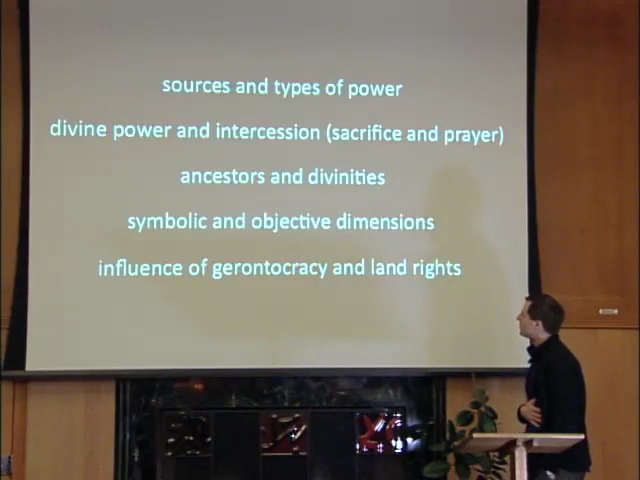 sources and types of power
divine power and intercession (sacrifice and prayer)
ancestors and divinities
symbolic and objective dimensions
influence of gerontocracy and land rights